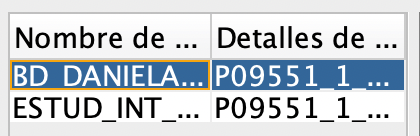 Nombre de ... Detalles de ...
BD_DANIELA... P09551_1_...
ESTUD_INT_... P09551_1_...